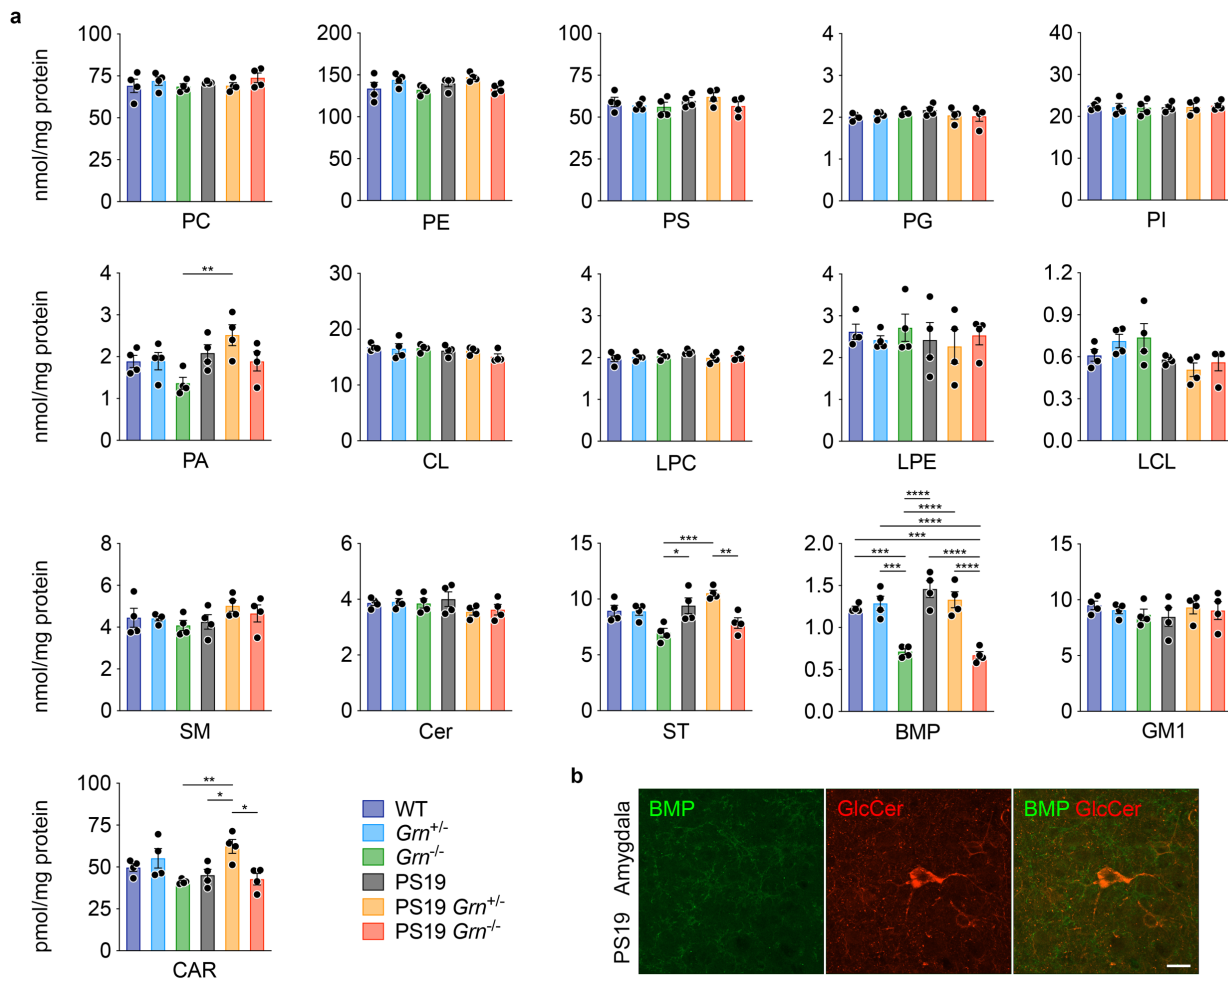 a
nmol/mg protein
100
75
50
25
0
PC
200
150
100
50
0
PE
100
75
50
25
0
PS
4
3
2
1
0
PG
40
30
20
10
0
PI
nmol/mg protein
4
3
2
1
0
**
PA
30
20
10
0
CL
4
3
2
1
0
LPC
4
3
2
1
0
LPE
1.2
0.9
0.6
0.3
0.0
LCL
nmol/mg protein
8
6
4
2
0
SM
6
4
2
0
Cer
15
10
5
0
***
*
**
ST
2.0
1.5
1.0
0.5
0.0
****
****
****
***
***
****
***
****
BMP
15
10
5
0
GM1
pmol/mg protein
100
75
50
25
0
**
*
*
CAR
WT
Grn+/-
Grn-/-
PS19
PS19 Grn+/-
PS19 Grn-/-
b
PS19 Amygdala
BMP
GlcCer
BMP GlcCer